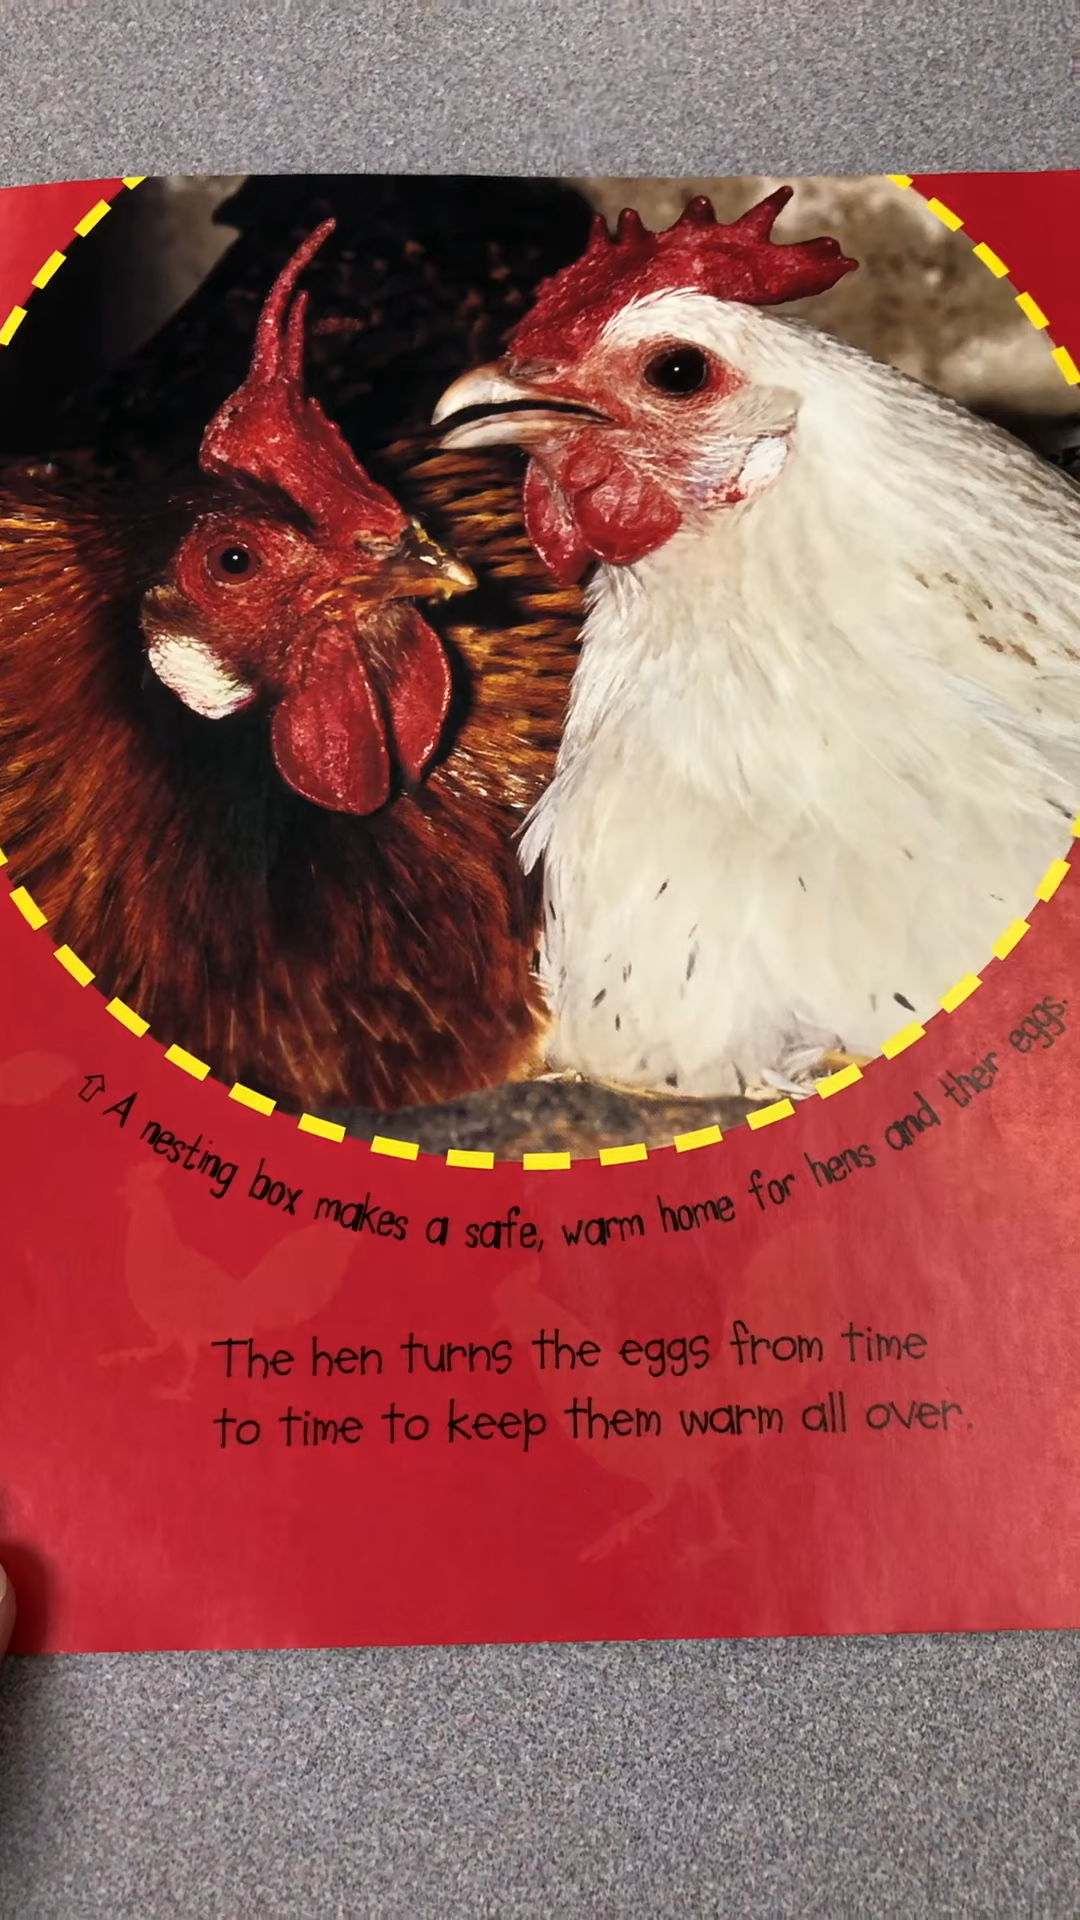 ⇧ A nesting box makes a safe, warm home for hens and their eggs.
The hen turns the eggs from time
to time to keep them warm all over.